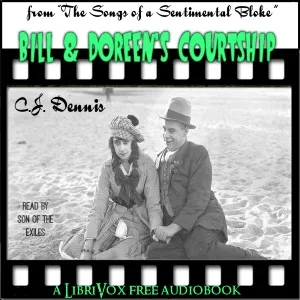 from "The Songs of a Sentimental Bloke"
BILL & DOREEN'S COURTSHIP
C.J. Dennis
READ BY
SON OF THE
EXILES
A LIBRIVOX FREE AUDIOBOOK